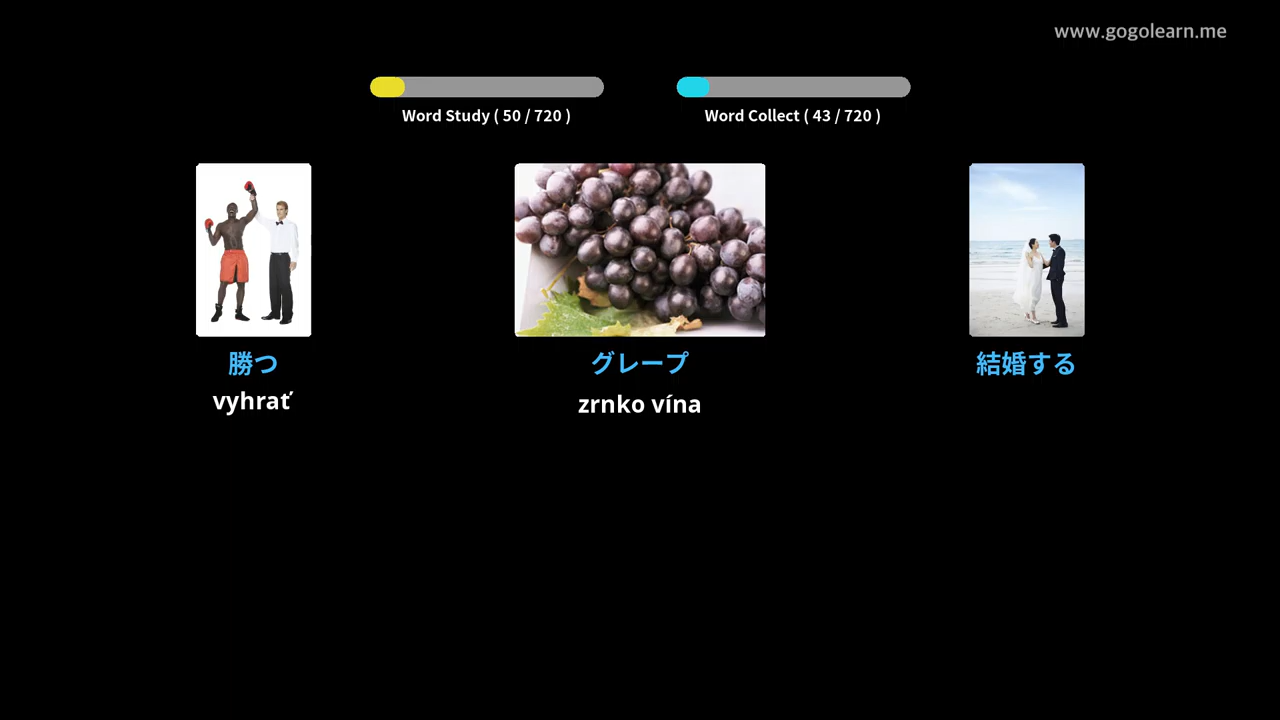 www.gogolearn.me
Word Study ( 50 / 720 )
Word Collect ( 43 / 720 )
勝つ
グレープ
結婚する
vyhrať
zrnko vína